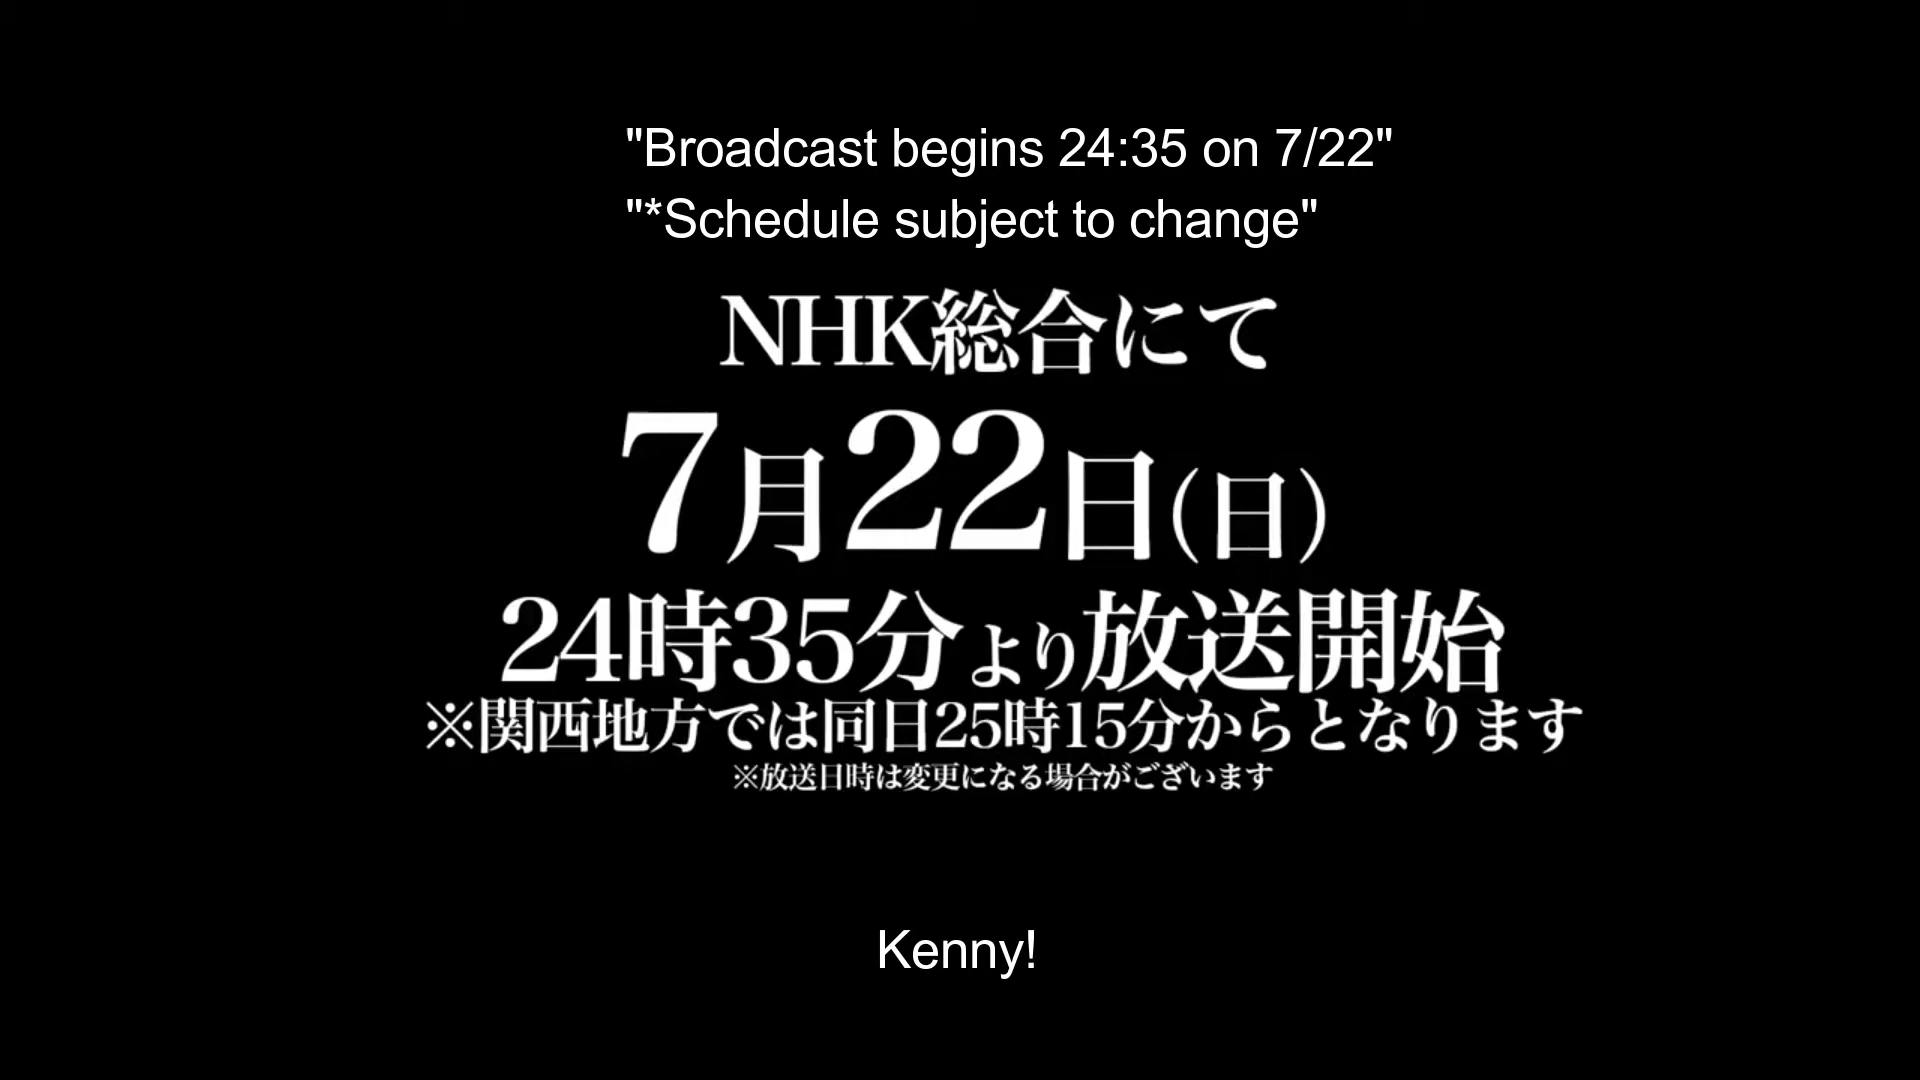 "Broadcast begins 24:35 on 7/22"
"*Schedule subject to change"
NHK総合にて
7月22日(日)
24時35分より放送開始
※関西地方では同日25時15分からとなります
※放送日時は変更になる場合がございます
Kenny!